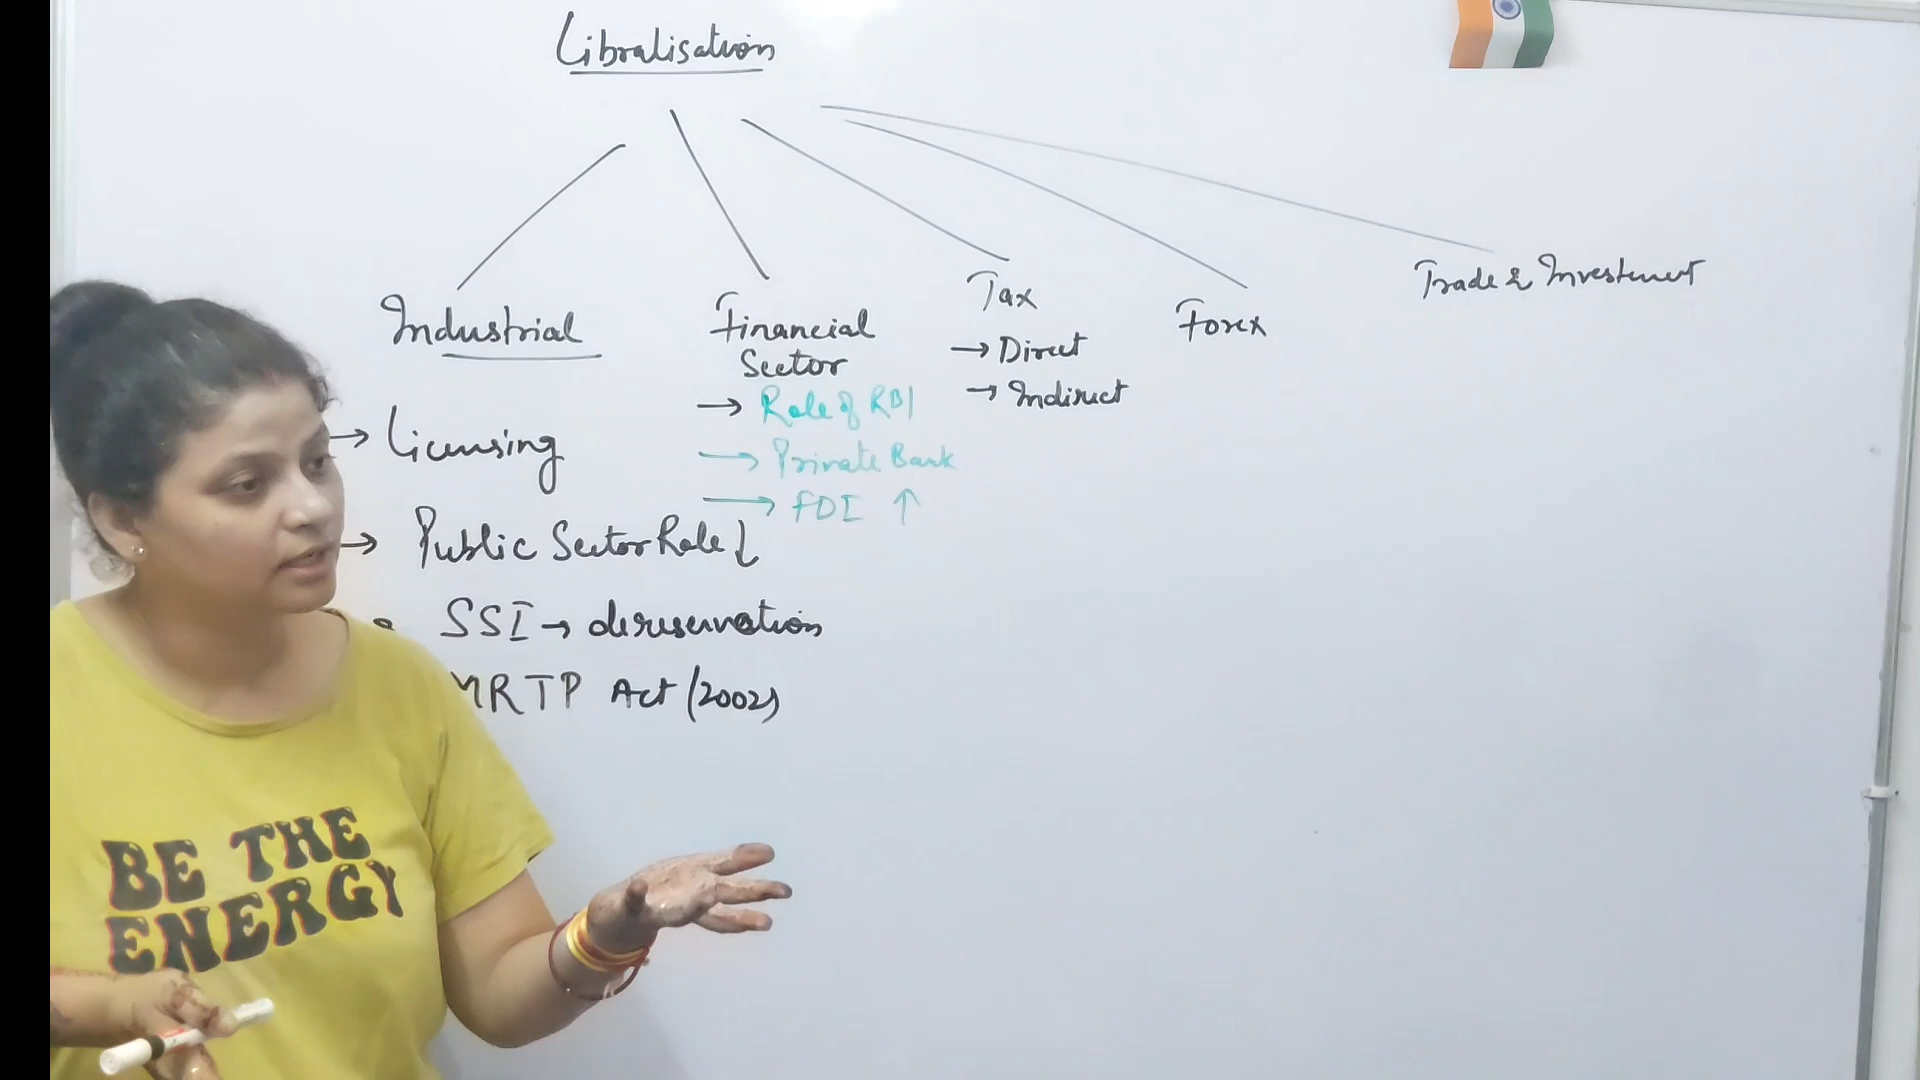 Libralisation
Industrial
→ Licensing
→ Public Sector Role ↓
SSI → dereservation
MRTP Act (2002)
Financial
Sector
→ Role of RBI
→ Private Bank
→ FDI ↑
Tax
→ Direct
→ Indirect
Forex
Trade & Investment
BE THE
ENERGY